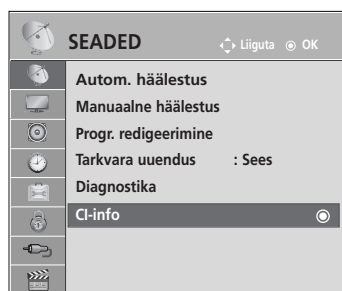 SEADED Liiguta OK
Autom. häälestus
Manuaalne häälestus
Progr. redigeerimine
Tarkvara uuendus : Sees
Diagnostika
CI-info